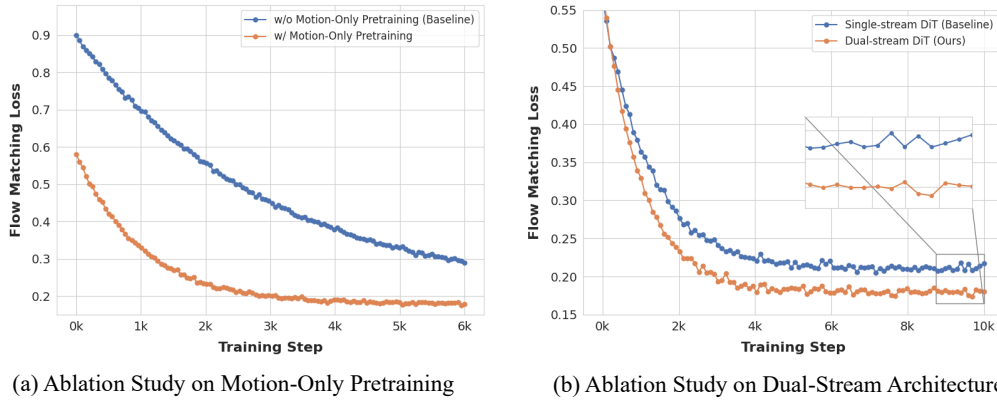 w/o Motion-Only Pretraining (Baseline)
w/ Motion-Only Pretraining
Flow Matching Loss
0.9
0.8
0.7
0.6
0.5
0.4
0.3
0.2
0k 1k 2k 3k 4k 5k 6k
Training Step
(a) Ablation Study on Motion-Only Pretraining
Single-stream DiT (Baseline)
Dual-stream DiT (Ours)
Flow Matching Loss
0.55
0.50
0.45
0.40
0.35
0.30
0.25
0.20
0.15
0k 2k 4k 6k 8k 10k
Training Step
(b) Ablation Study on Dual-Stream Architecture